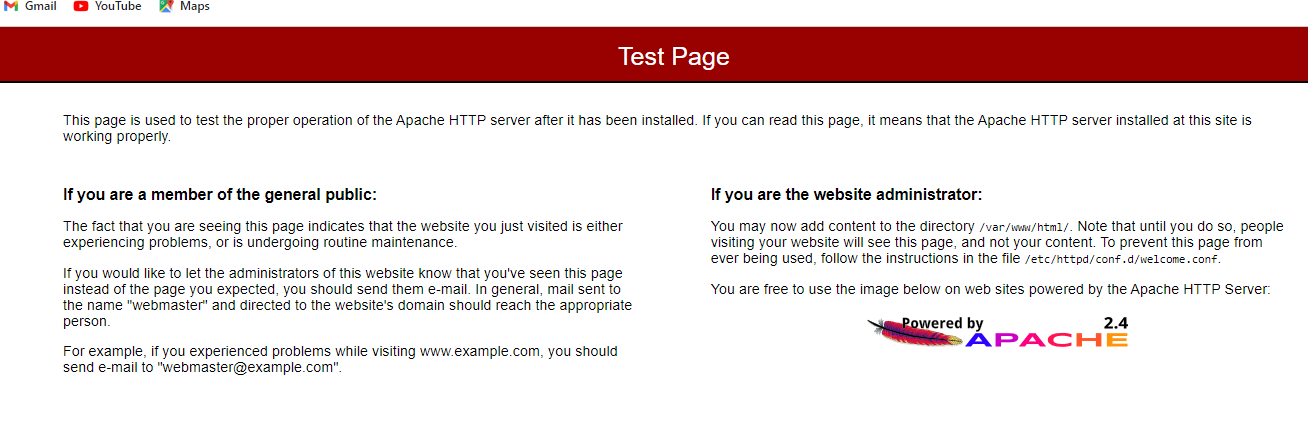 Gmail YouTube Maps
Test Page
This page is used to test the proper operation of the Apache HTTP server after it has been installed. If you can read this page, it means that the Apache HTTP server installed at this site is
working properly.
If you are a member of the general public:
The fact that you are seeing this page indicates that the website you just visited is either
experiencing problems, or is undergoing routine maintenance.
If you would like to let the administrators of this website know that you've seen this page
instead of the page you expected, you should send them e-mail. In general, mail sent to
the name "webmaster" and directed to the website's domain should reach the appropriate
person.
For example, if you experienced problems while visiting www.example.com, you should
send e-mail to "webmaster@example.com".
If you are the website administrator:
You may now add content to the directory /var/www/html/. Note that until you do so, people
visiting your website will see this page, and not your content. To prevent this page from
ever being used, follow the instructions in the file /etc/httpd/conf.d/welcome.conf.
You are free to use the image below on web sites powered by the Apache HTTP Server:
Powered by 2.4
APACHE